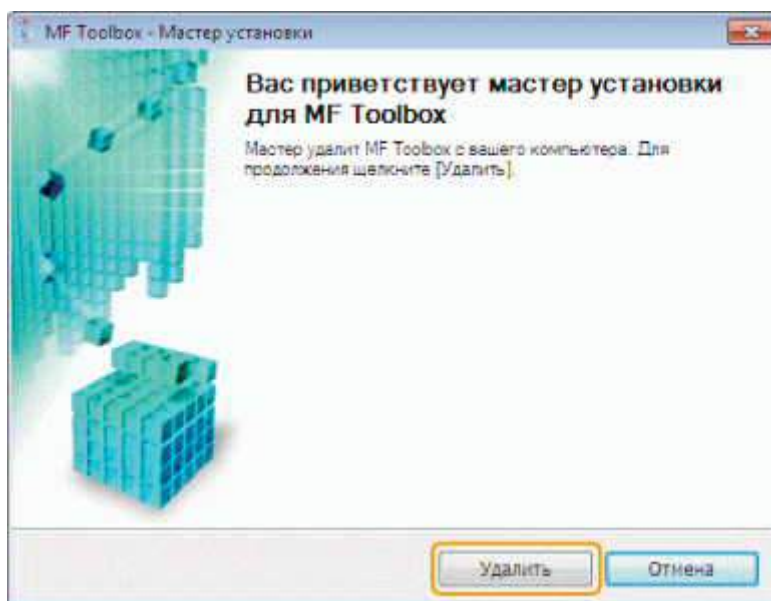 MF Toolbox - Мастер установки
Вас приветствует мастер установки
для MF Toolbox
Мастер удалит MF Toolbox с вашего компьютера. Для
продолжения щелкните [Удалить].
Удалить
Отмена